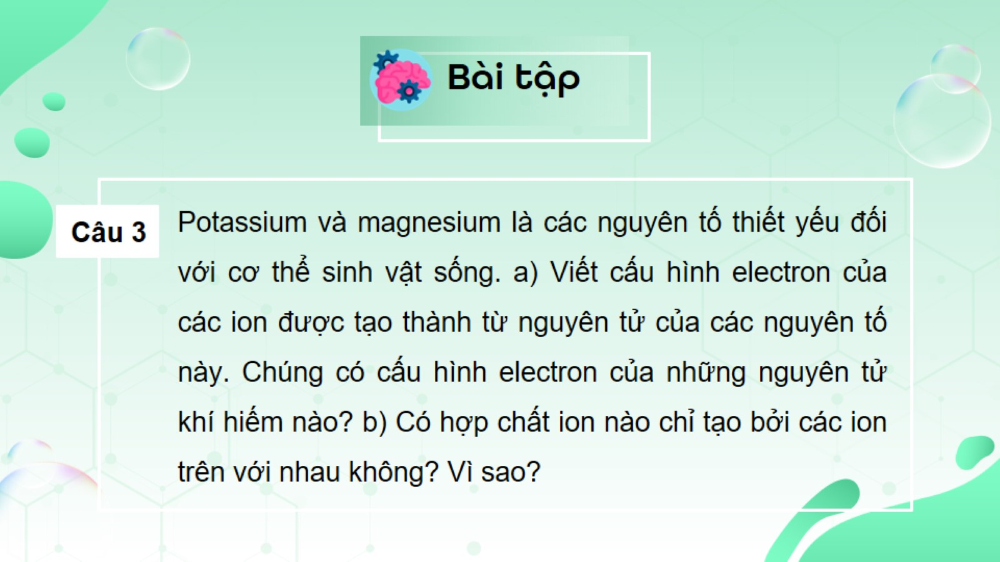 Bài tập
Câu 3
Potassium và magnesium là các nguyên tố thiết yếu đối
với cơ thể sinh vật sống. a) Viết cấu hình electron của
các ion được tạo thành từ nguyên tử của các nguyên tố
này. Chúng có cấu hình electron của những nguyên tử
khí hiếm nào? b) Có hợp chất ion nào chỉ tạo bởi các ion
trên với nhau không? Vì sao?